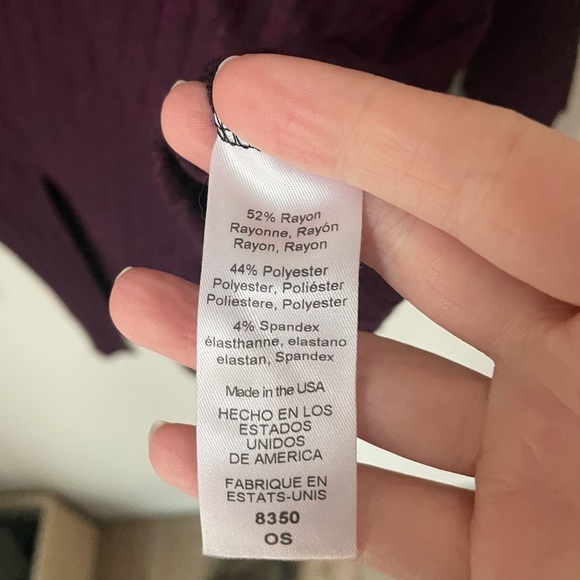 52% Rayon
Rayonne, Rayón
Rayon, Rayon
44% Polyester
Polyester, Poliéster
Poliestere, Polyester
4% Spandex
élasthanne, elastano
elastan, Spandex
Made in the USA
HECHO EN LOS
ESTADOS
UNIDOS
DE AMERICA
FABRIQUE EN
ESTATS-UNIS
8350
OS